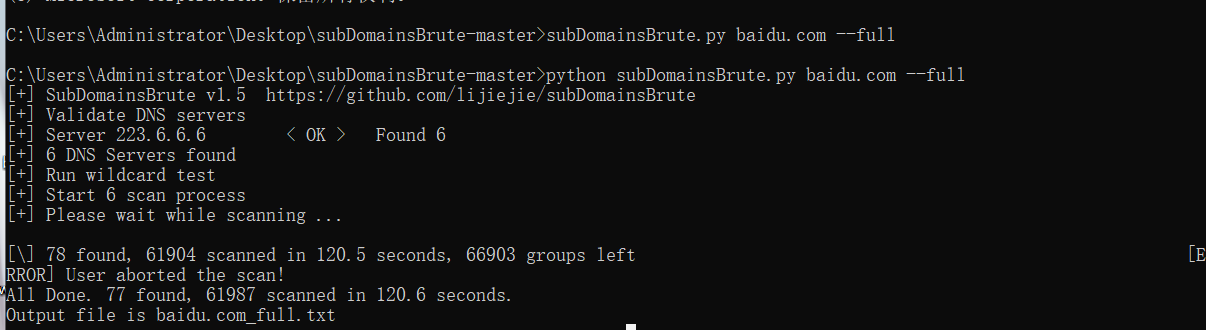 C:\Users\Administrator\Desktop\subDomainsBrute-master>subDomainsBrute.py baidu.com --full
C:\Users\Administrator\Desktop\subDomainsBrute-master>python subDomainsBrute.py baidu.com --full
[+] SubDomainsBrute v1.5  https://github.com/lijiejie/subDomainsBrute
[+] Validate DNS servers
[+] Server 223.6.6.6        < OK >   Found 6
[+] 6 DNS Servers found
[+] Run wildcard test
[+] Start 6 scan process
[+] Please wait while scanning ...
[\] 78 found, 61904 scanned in 120.5 seconds, 66903 groups left [E
RROR] User aborted the scan!
All Done. 77 found, 61987 scanned in 120.6 seconds.
Output file is baidu.com_full.txt